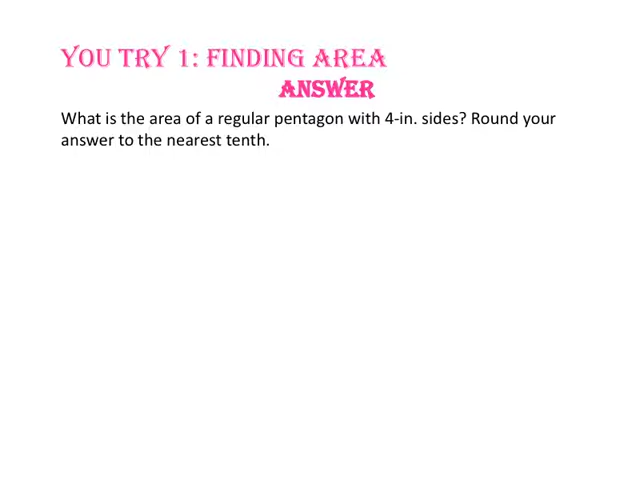 YOU TRY 1: FINDING AREA
ANSWER
What is the area of a regular pentagon with 4-in. sides? Round your
answer to the nearest tenth.